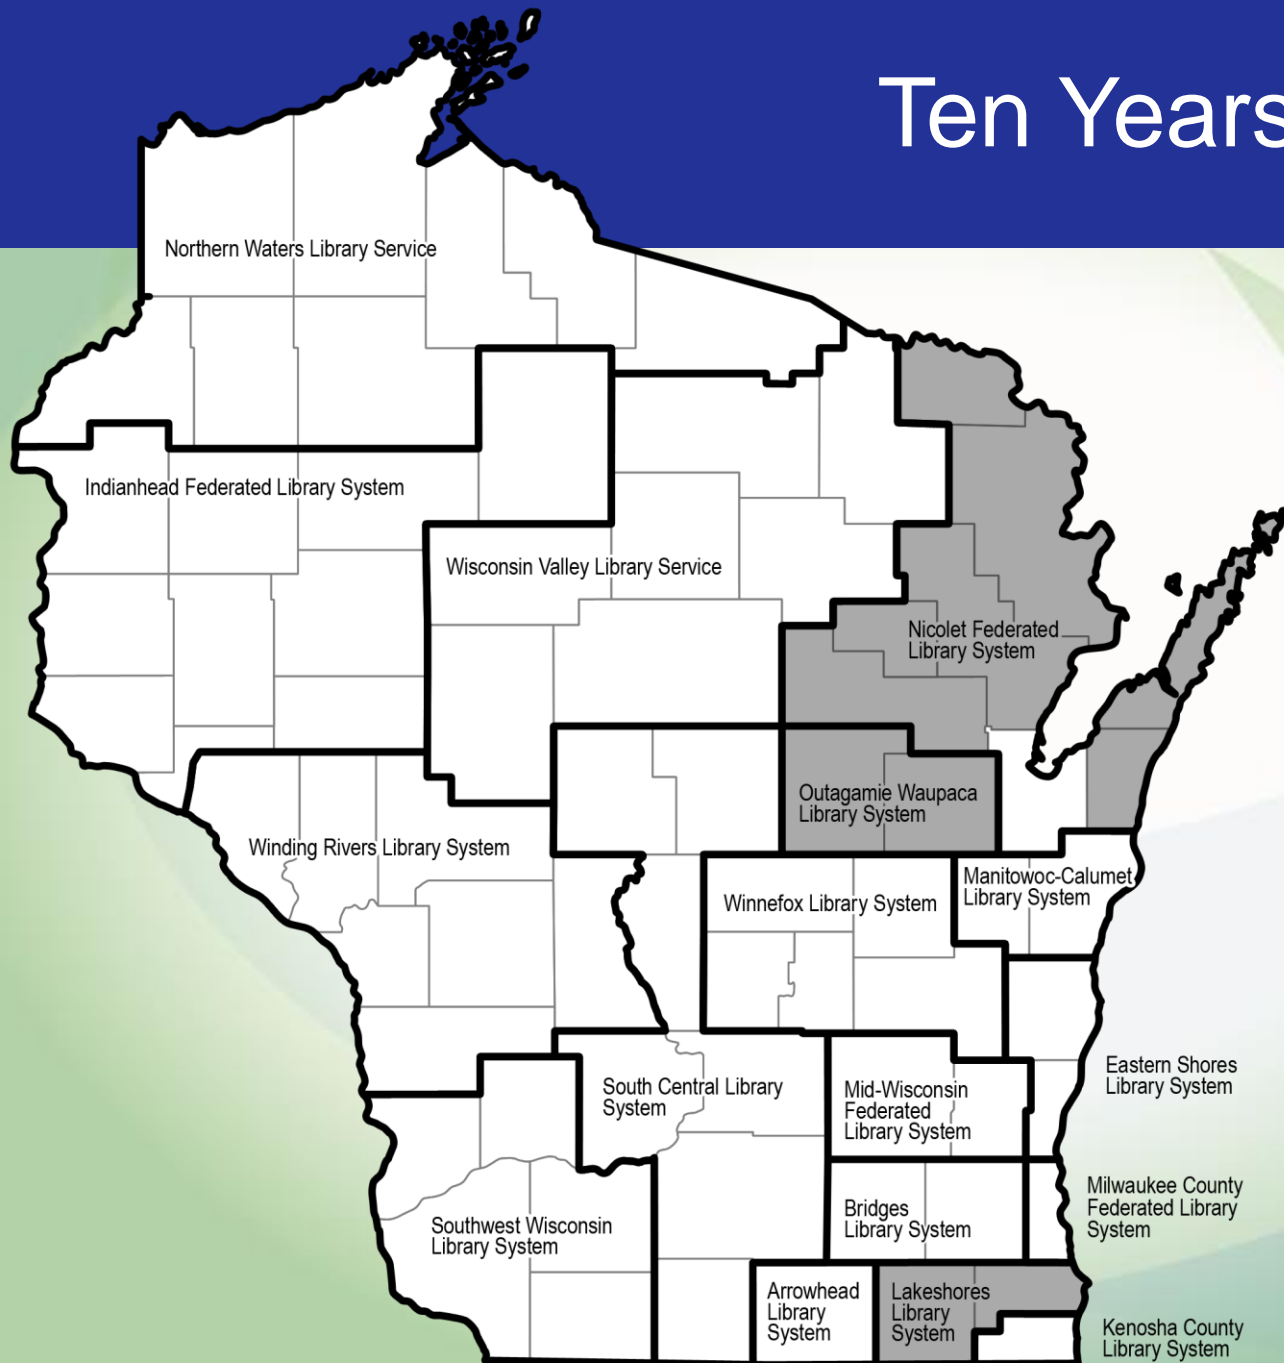 Ten Years
Northern Waters Library Service
Indianhead Federated Library System
Wisconsin Valley Library Service
Nicolet Federated
Library System
Outagamie Waupaca
Library System
Winding Rivers Library System
Winnefox Library System
Manitowoc-Calumet
Library System
Eastern Shores
Library System
South Central Library
System
Mid-Wisconsin
Federated
Library System
Milwaukee County
Federated Library
System
Southwest Wisconsin
Library System
Bridges
Library System
Arrowhead
Library
System
Lakeshores
Library
System
Kenosha County
Library System